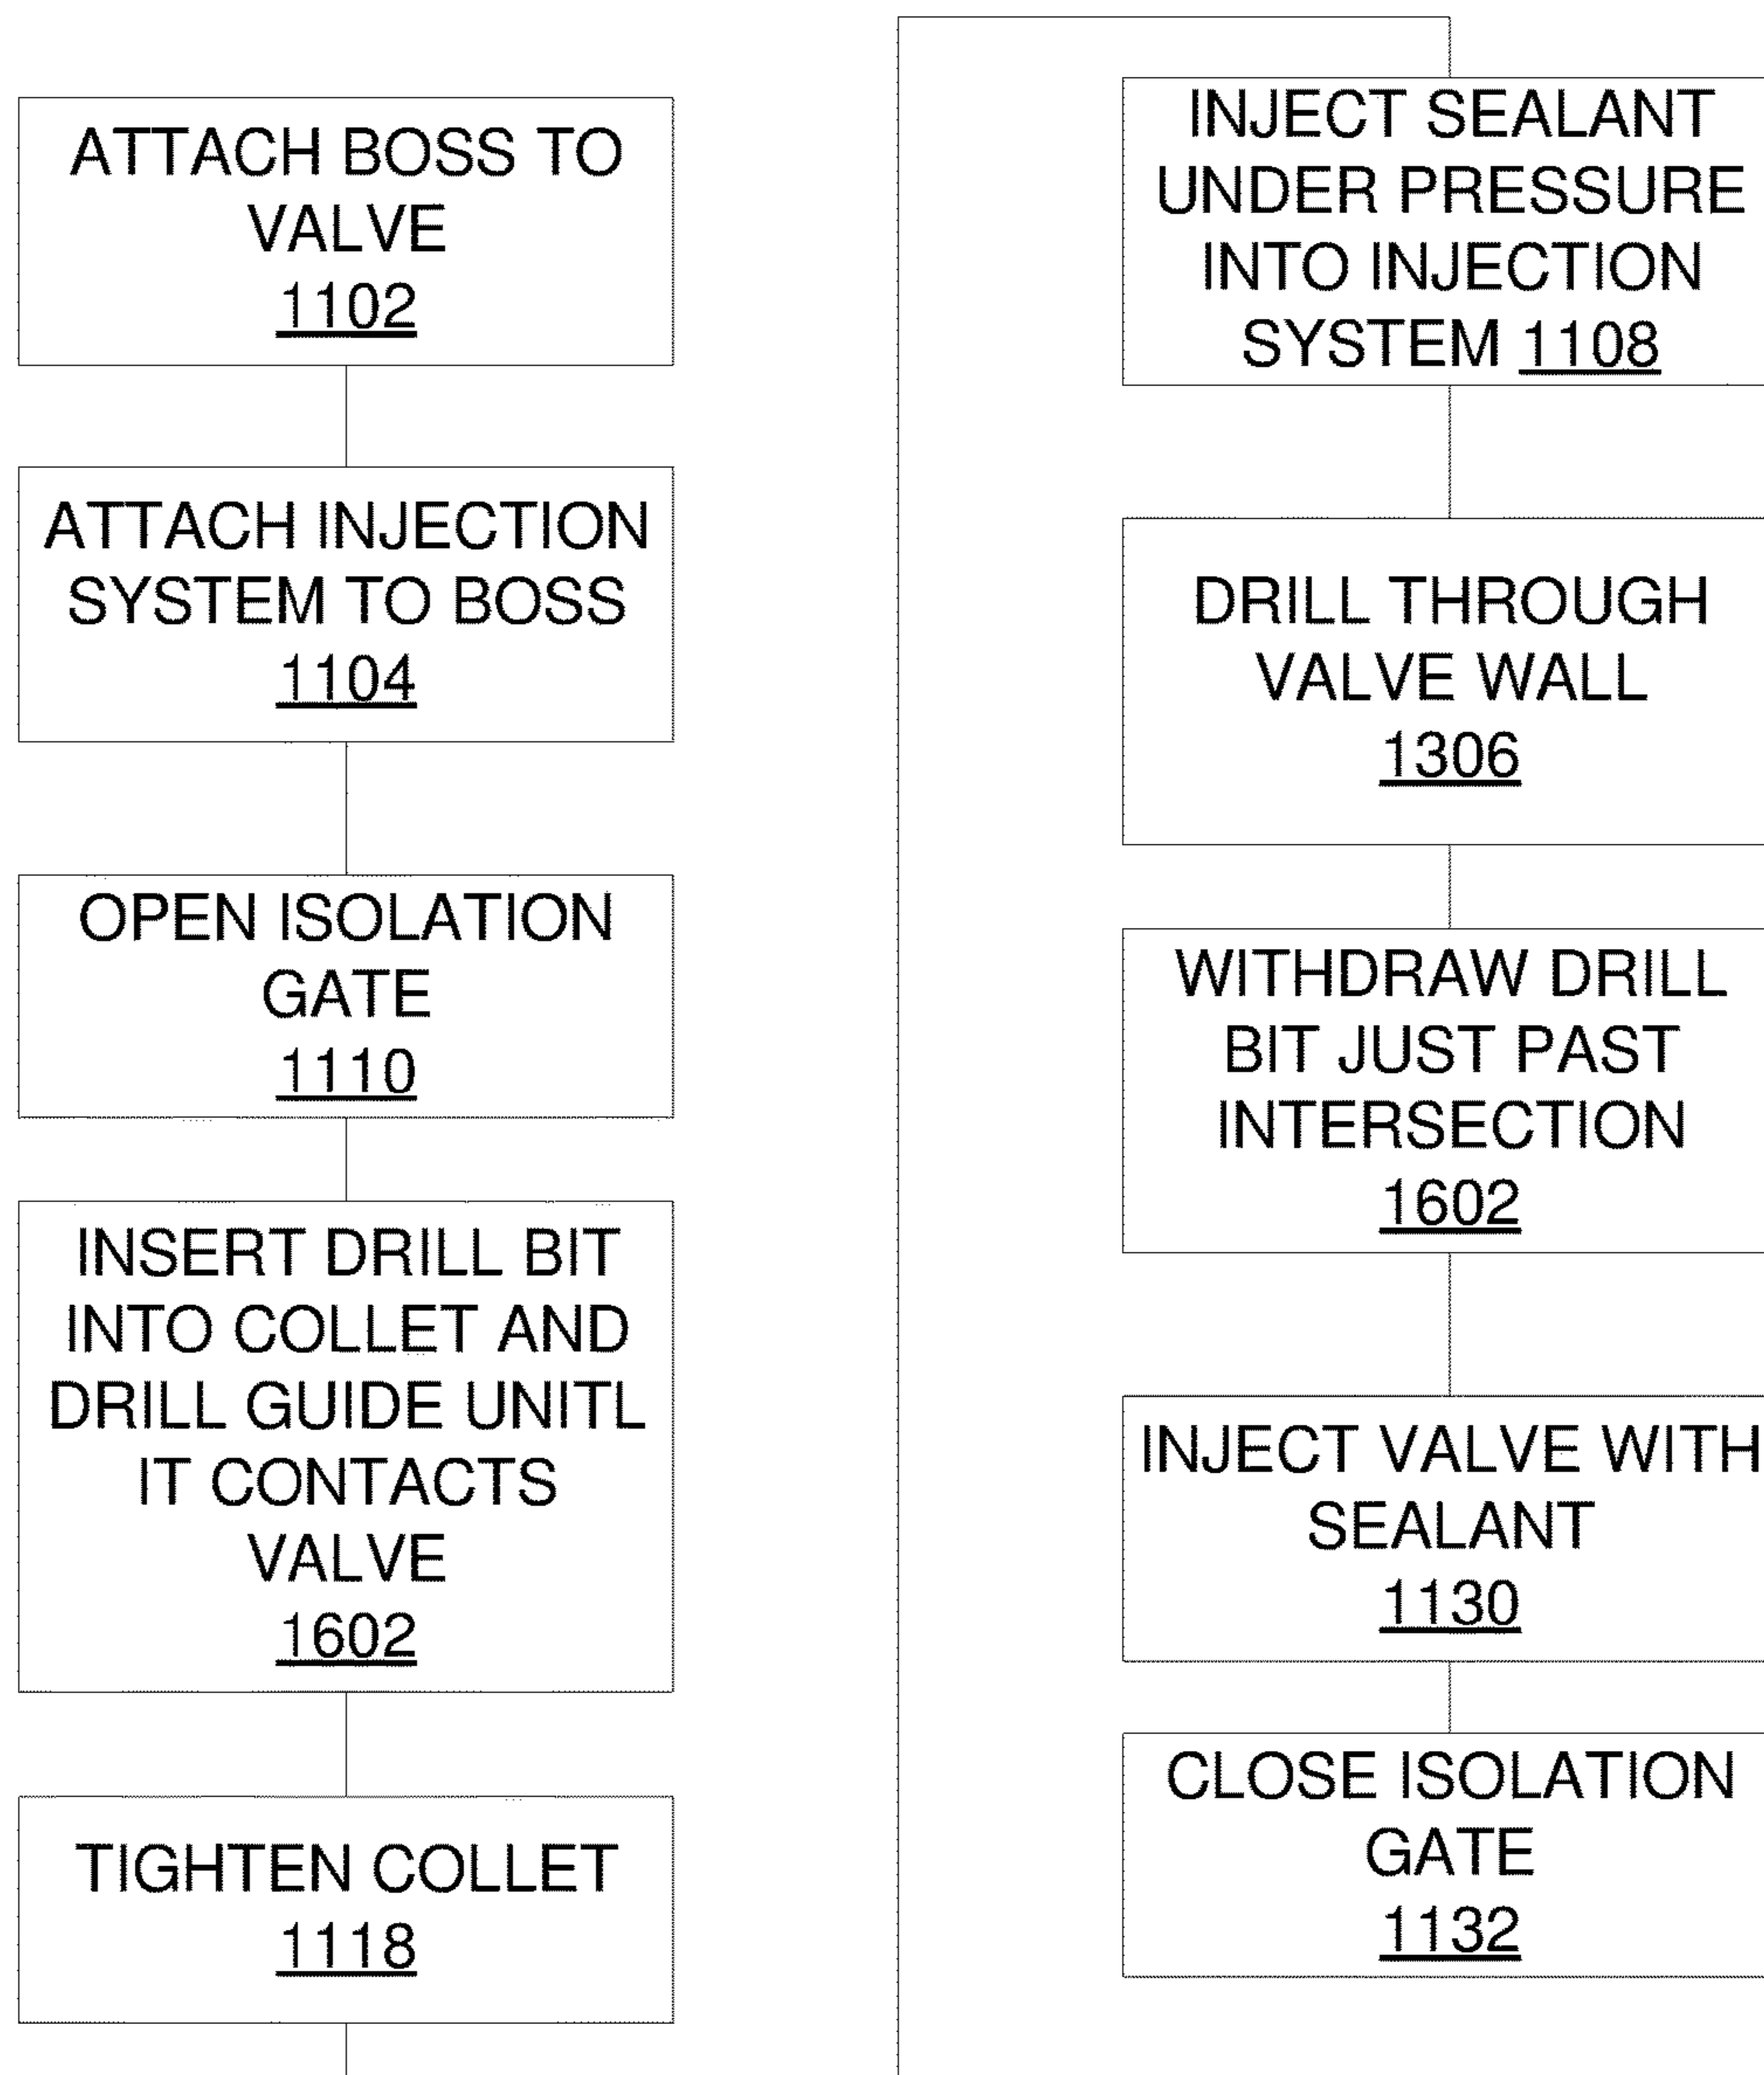 ATTACH BOSS TO
VALVE
1102
ATTACH INJECTION
SYSTEM TO BOSS
1104
OPEN ISOLATION
GATE
1110
INSERT DRILL BIT
INTO COLLET AND
DRILL GUIDE UNITL
IT CONTACTS
VALVE
1602
TIGHTEN COLLET
1118
INJECT SEALANT
UNDER PRESSURE
INTO INJECTION
SYSTEM 1108
DRILL THROUGH
VALVE WALL
1306
WITHDRAW DRILL
BIT JUST PAST
INTERSECTION
1602
INJECT VALVE WITH
SEALANT
1130
CLOSE ISOLATION
GATE
1132